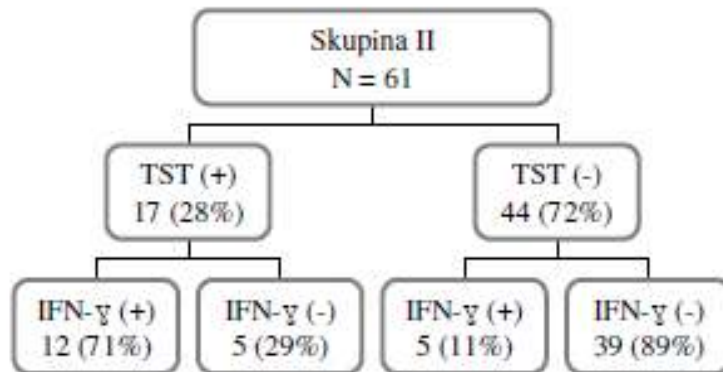 Skupina II
N = 61
TST (+)
17 (28%)
TST (-)
44 (72%)
IFN-γ (+)
12 (71%)
IFN-γ (-)
5 (29%)
IFN-γ (+)
5 (11%)
IFN-γ (-)
39 (89%)